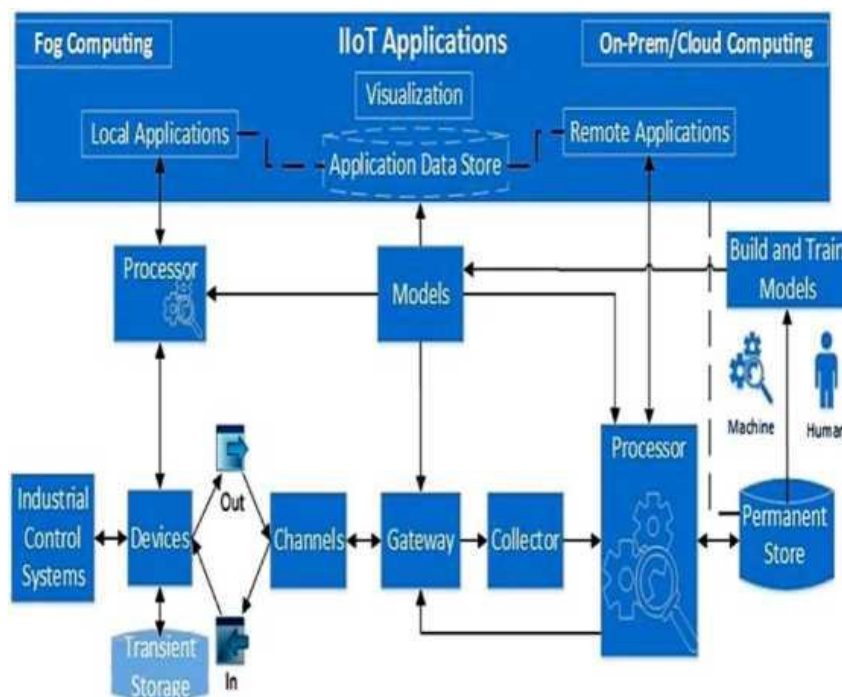 Fog Computing
IIoT Applications
On-Prem/Cloud Computing
Visualization
Local Applications
Application Data Store
Remote Applications
Processor
Models
Build and Train
Models
Machine
Human
Industrial
Control
Systems
Devices
Out
In
Channels
Gateway
Collector
Processor
Permanent
Store
Transient
Storage